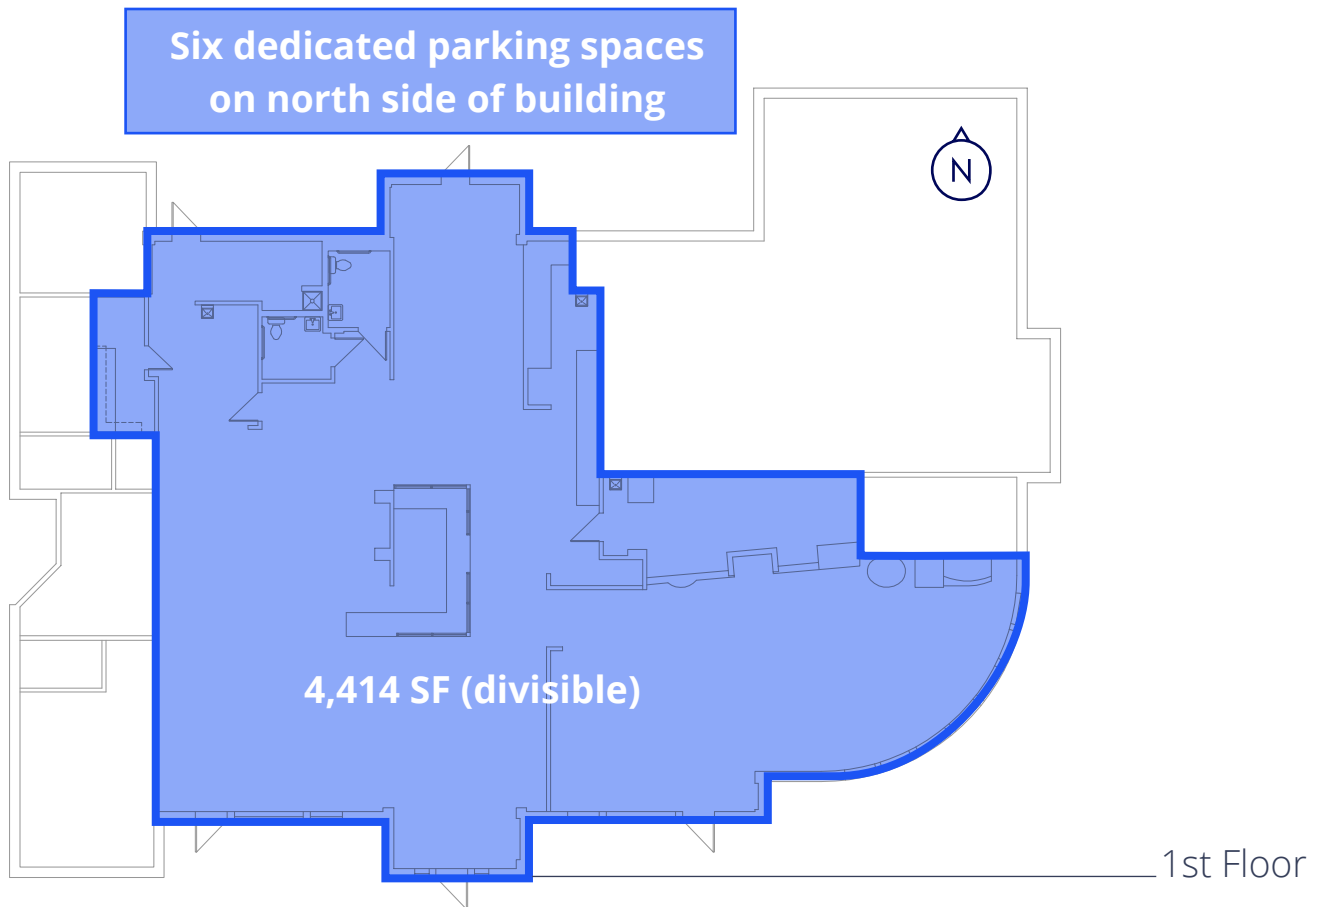 Six dedicated parking spaces
on north side of building
N
4,414 SF (divisible)
1st Floor